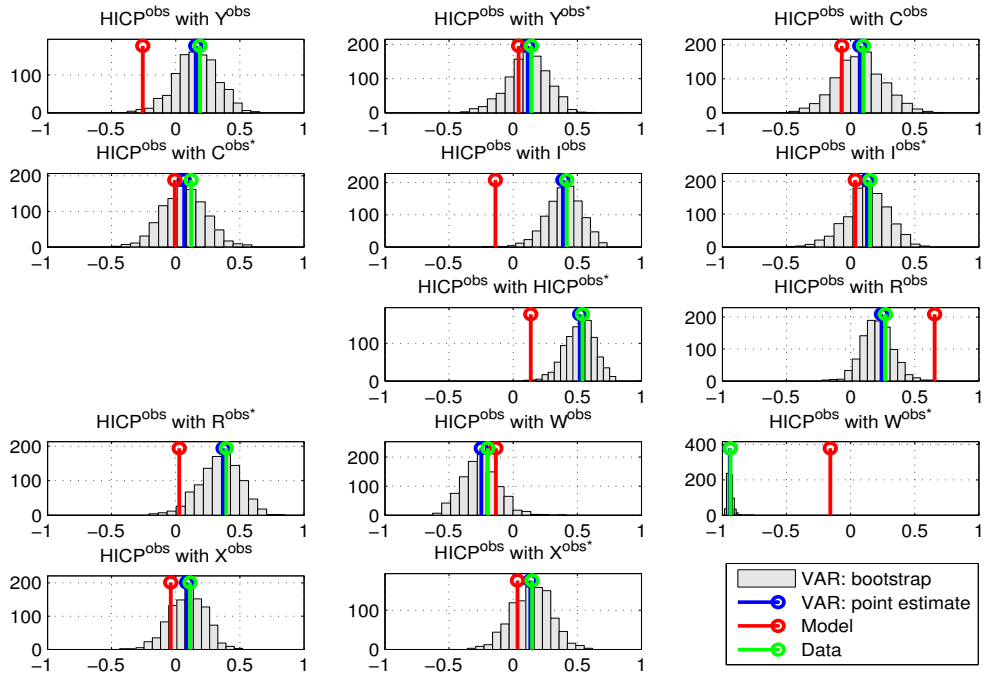 HICP^obs with Y^obs
HICP^obs with Y^obs*
HICP^obs with C^obs
100
0
−1 −0.5 0 0.5 1
200
100
0
−1 −0.5 0 0.5 1
200
100
0
−1 −0.5 0 0.5 1
HICP^obs with C^obs*
HICP^obs with I^obs
HICP^obs with I^obs*
200
100
0
−1 −0.5 0 0.5 1
200
100
0
−1 −0.5 0 0.5 1
200
100
0
−1 −0.5 0 0.5 1
HICP^obs with HICP^obs*
HICP^obs with R^obs
100
0
−1 −0.5 0 0.5 1
200
100
0
−1 −0.5 0 0.5 1
HICP^obs with R^obs*
HICP^obs with W^obs
HICP^obs with W^obs*
200
100
0
−1 −0.5 0 0.5 1
200
100
0
−1 −0.5 0 0.5 1
400
200
0
−1 −0.5 0 0.5 1
HICP^obs with X^obs
HICP^obs with X^obs*
200
100
0
−1 −0.5 0 0.5 1
100
0
−1 −0.5 0 0.5 1
VAR: bootstrap
VAR: point estimate
Model
Data